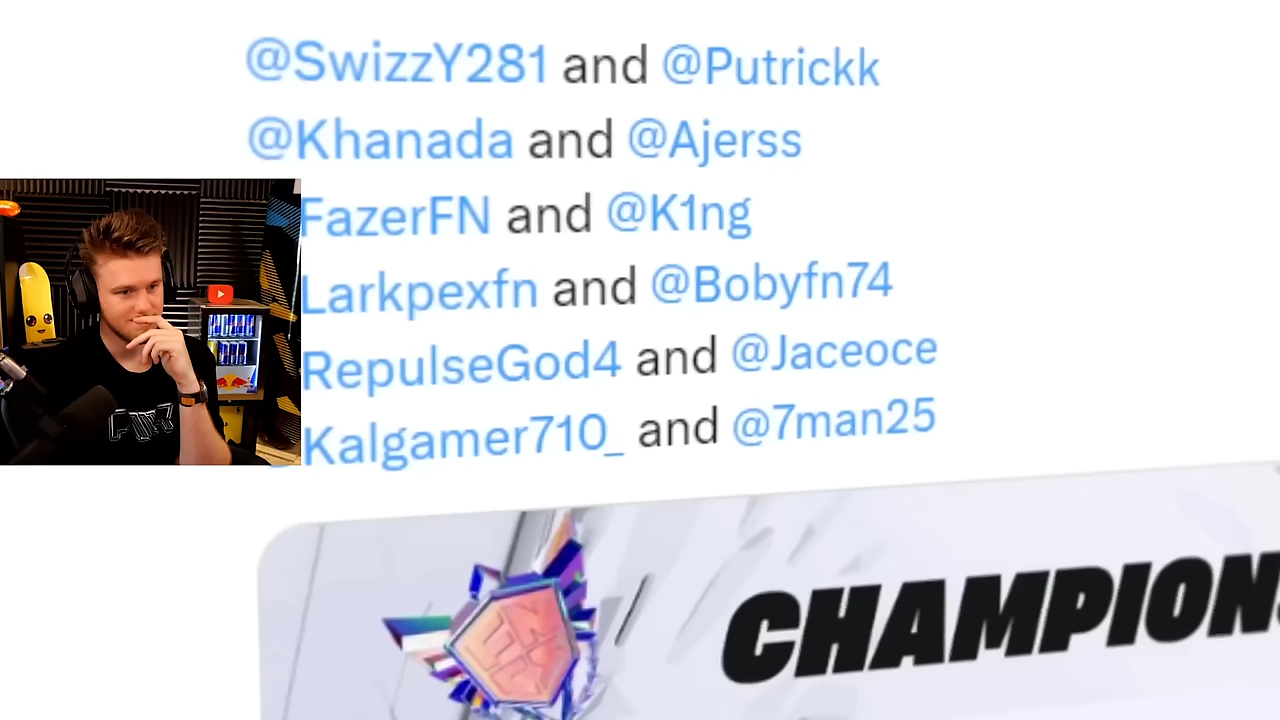 @SwizzY281 and @Putrickk
@Khanada and @Ajerss
FazerFN and @K1ng
Larkpexfn and @Bobyfn74
RepulseGod4 and @Jaceoce
Kalgamer710_ and @7man25
CHAMPION